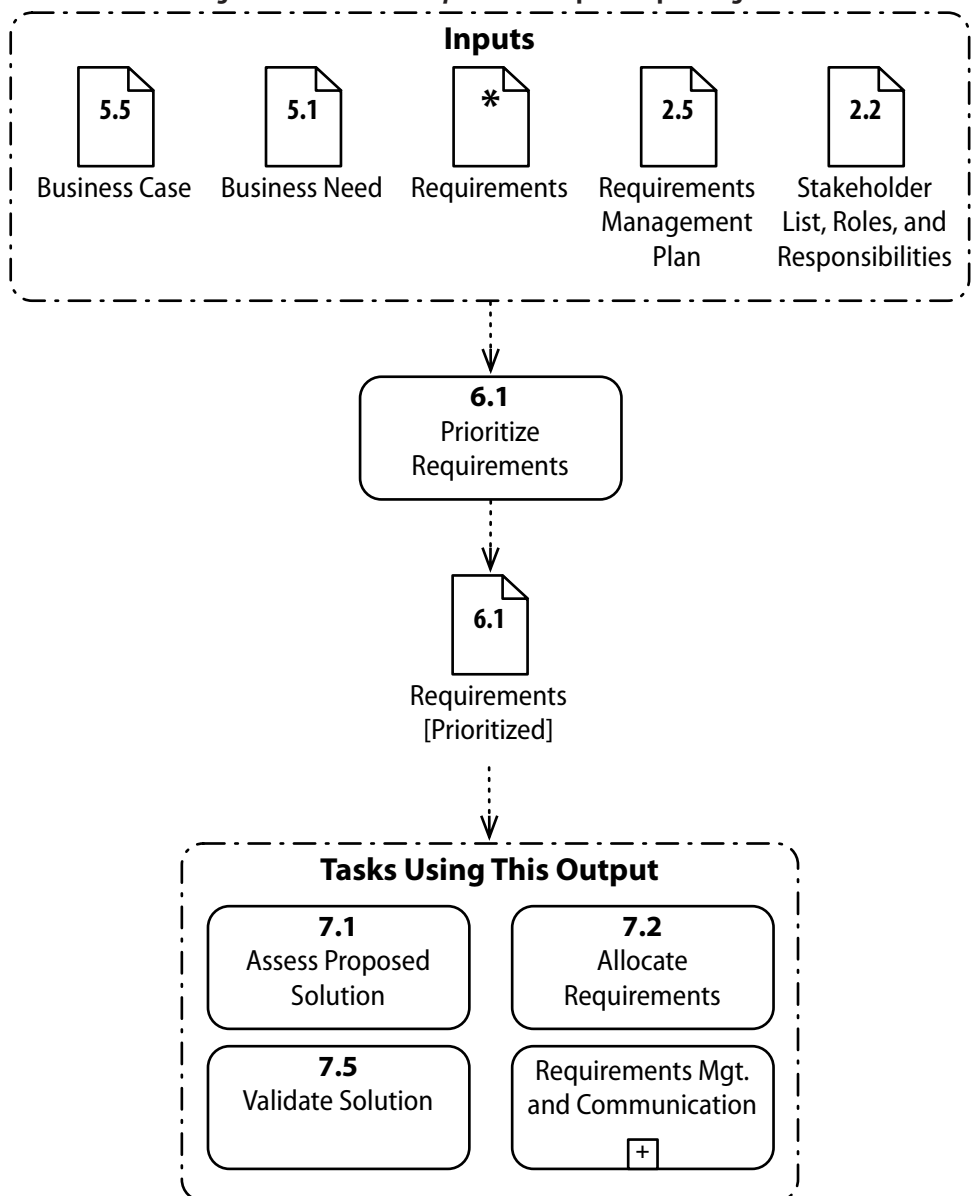 Inputs
5.5
5.1
*
2.5
2.2
Business Case
Business Need
Requirements
Requirements
Management
Plan
Stakeholder
List, Roles, and
Responsibilities
6.1
Prioritize
Requirements
6.1
Requirements
[Prioritized]
Tasks Using This Output
7.1
Assess Proposed
Solution
7.2
Allocate
Requirements
7.5
Validate Solution
Requirements Mgt.
and Communication
+